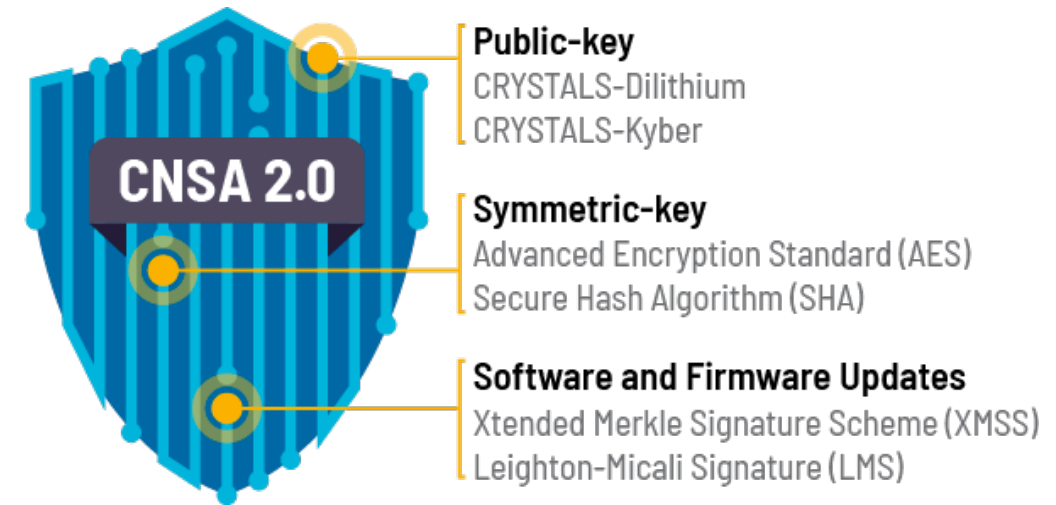 CNSA 2.0
Public-key
CRYSTALS-Dilithium
CRYSTALS-Kyber
Symmetric-key
Advanced Encryption Standard (AES)
Secure Hash Algorithm (SHA)
Software and Firmware Updates
Xtended Merkle Signature Scheme (XMSS)
Leighton-Micali Signature (LMS)